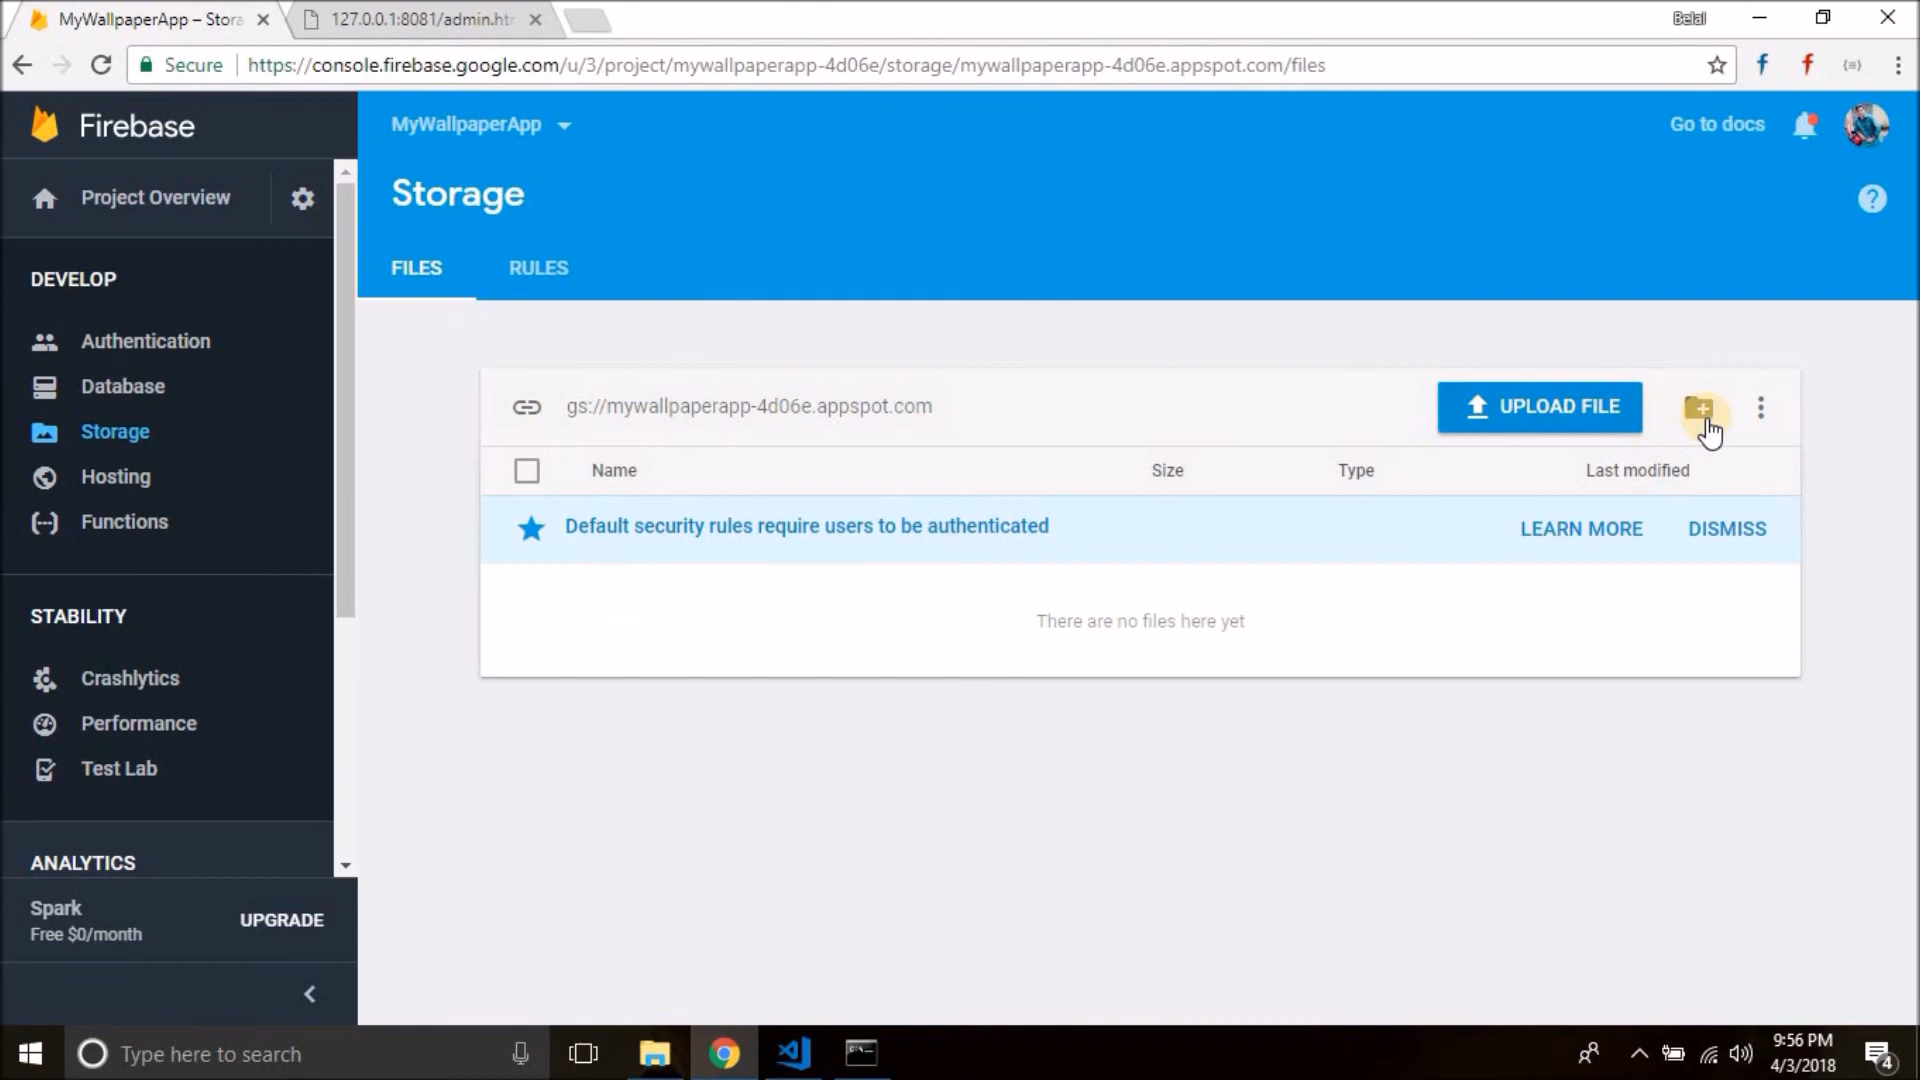 MyWallpaperApp – Stora
127.0.0.1:8081/admin.ht
Belal
Secure
https://console.firebase.google.com/u/3/project/mywallpaperapp-4d06e/storage/mywallpaperapp-4d06e.appspot.com/files
Firebase
MyWallpaperApp
Go to docs
Project Overview
Storage
FILES
RULES
DEVELOP
Authentication
Database
Storage
Hosting
Functions
gs://mywallpaperapp-4d06e.appspot.com
UPLOAD FILE
Name
Size
Type
Last modified
Default security rules require users to be authenticated
LEARN MORE
DISMISS
There are no files here yet
STABILITY
Crashlytics
Performance
Test Lab
ANALYTICS
Spark
Free $0/month
UPGRADE
Type here to search
9:56 PM
4/3/2018
4